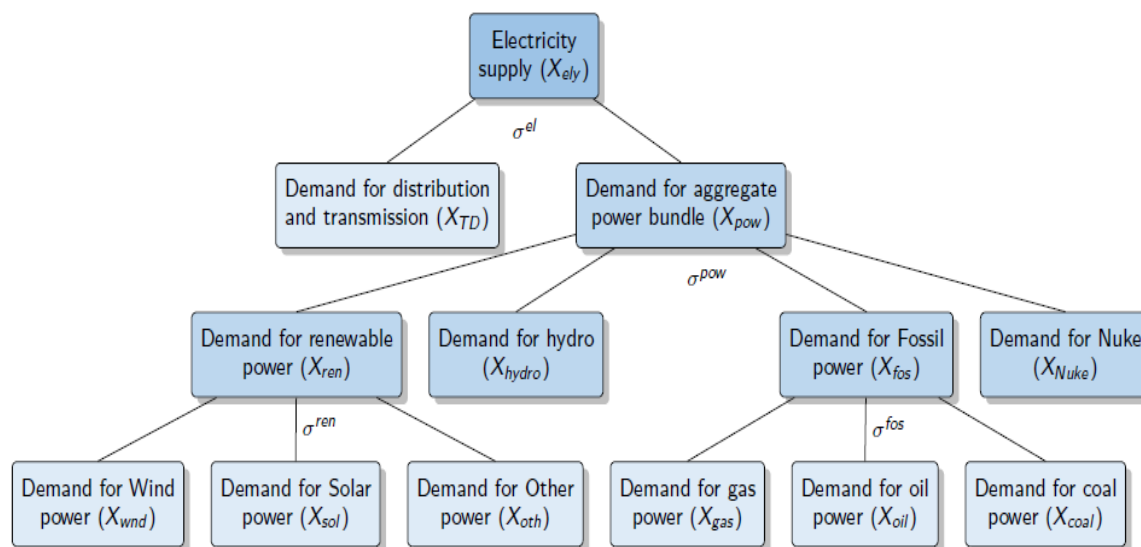 Electricity
supply (X_ely)
σ^el
Demand for distribution
and transmission (X_TD)
Demand for aggregate
power bundle (X_pow)
σ^pow
Demand for renewable
power (X_ren)
Demand for hydro
(X_hydro)
Demand for Fossil
power (X_fos)
Demand for Nuke
(X_Nuke)
σ^ren
σ^fos
Demand for Wind
power (X_wnd)
Demand for Solar
power (X_sol)
Demand for Other
power (X_oth)
Demand for gas
power (X_gas)
Demand for oil
power (X_oil)
Demand for coal
power (X_coal)